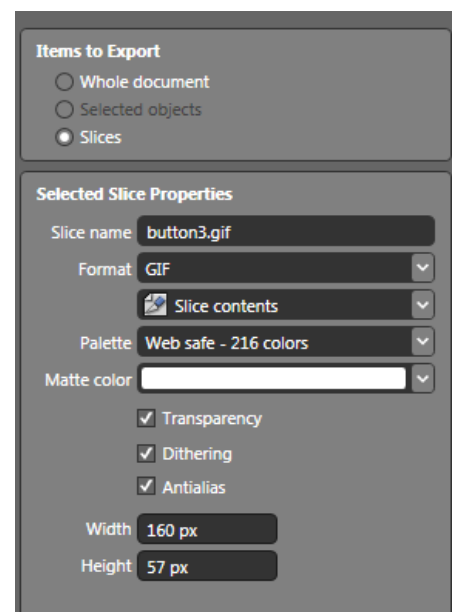 Items to Export
Whole document
Selected objects
Slices
Selected Slice Properties
Slice name button3.gif
Format GIF
Slice contents
Palette Web safe - 216 colors
Matte color
Transparency
Dithering
Antialias
Width 160 px
Height 57 px